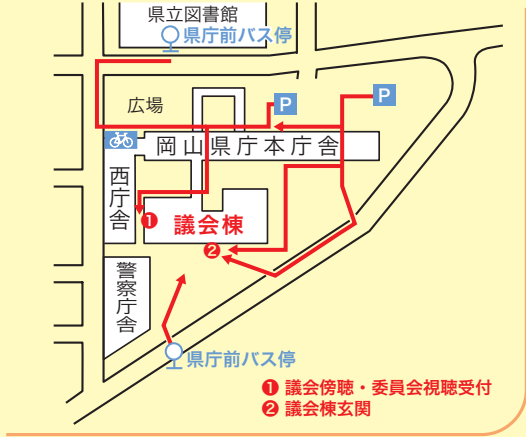 県立図書館
県庁前バス停
広場
P
P
岡山県庁本庁舎
西庁舎
❶
議会棟
❷
警察庁舎
県庁前バス停
❶ 議会傍聴・委員会視聴受付
❷ 議会棟玄関